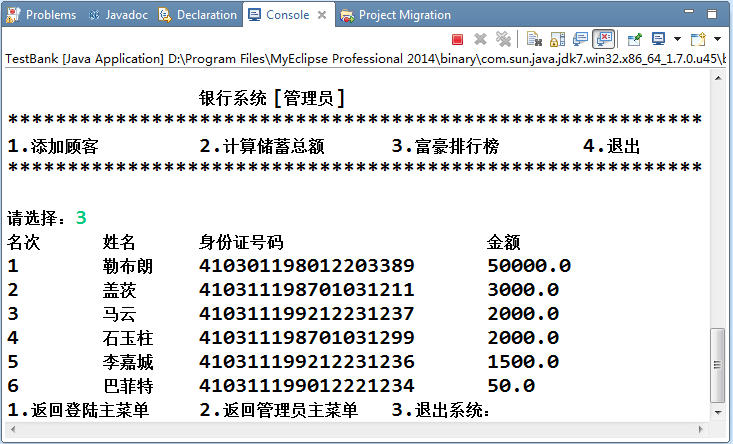 Problems Javadoc Declaration Console Project Migration
TestBank [Java Application] D:\Program Files\MyEclipse Professional 2014\binary\com.sun.java.jdk7.win32.x86_64_1.7.0.u45\b
银行系统 [管理员]
**********************************************************
1.添加顾客 2.计算储蓄总额 3.富豪排行榜 4.退出
**********************************************************
请选择：3
名次 姓名 身份证号码 金额
1 勒布朗 410301198012203389 50000.0
2 盖茨 410311198701031211 3000.0
3 马云 410311199212231237 2000.0
4 石玉柱 410311198701031299 2000.0
5 李嘉城 410311199212231236 1500.0
6 巴菲特 410311199012221234 50.0
1.返回登陆主菜单 2.返回管理员主菜单 3.退出系统：